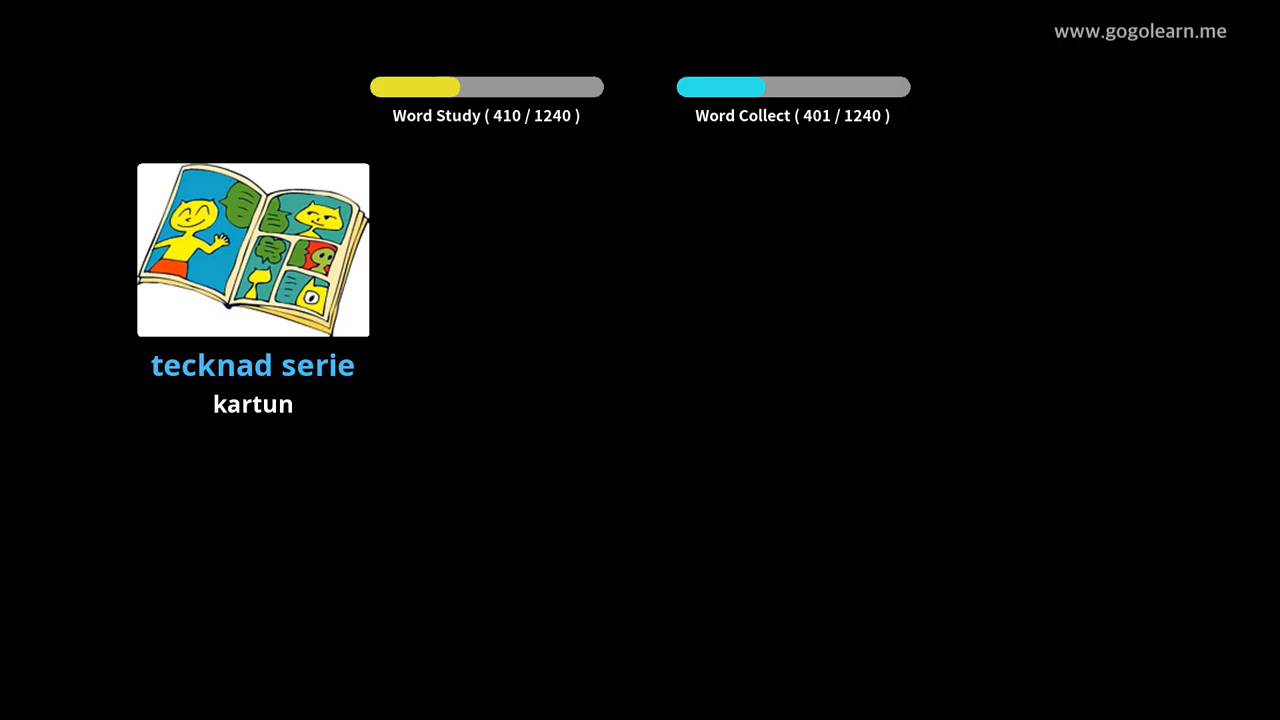 www.gogolearn.me
Word Study ( 410 / 1240 )
Word Collect ( 401 / 1240 )
tecknad serie
kartun